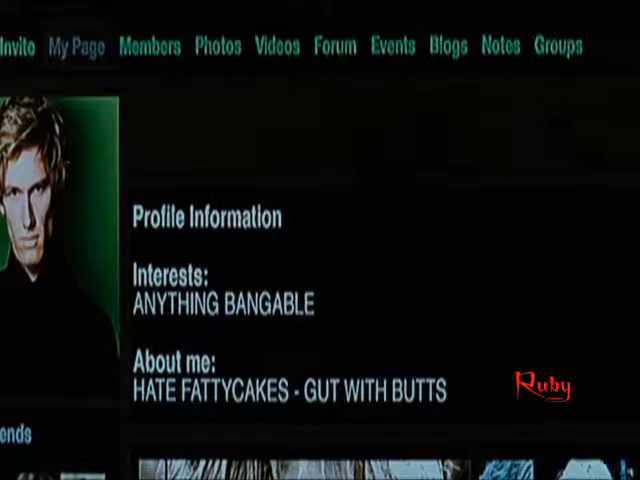 Invite My Page Members Photos Videos Forum Events Blogs Notes Groups
Profile Information
Interests:
ANYTHING BANGABLE
About me:
HATE FATTYCAKES - GUT WITH BUTTS
Ruby
ends